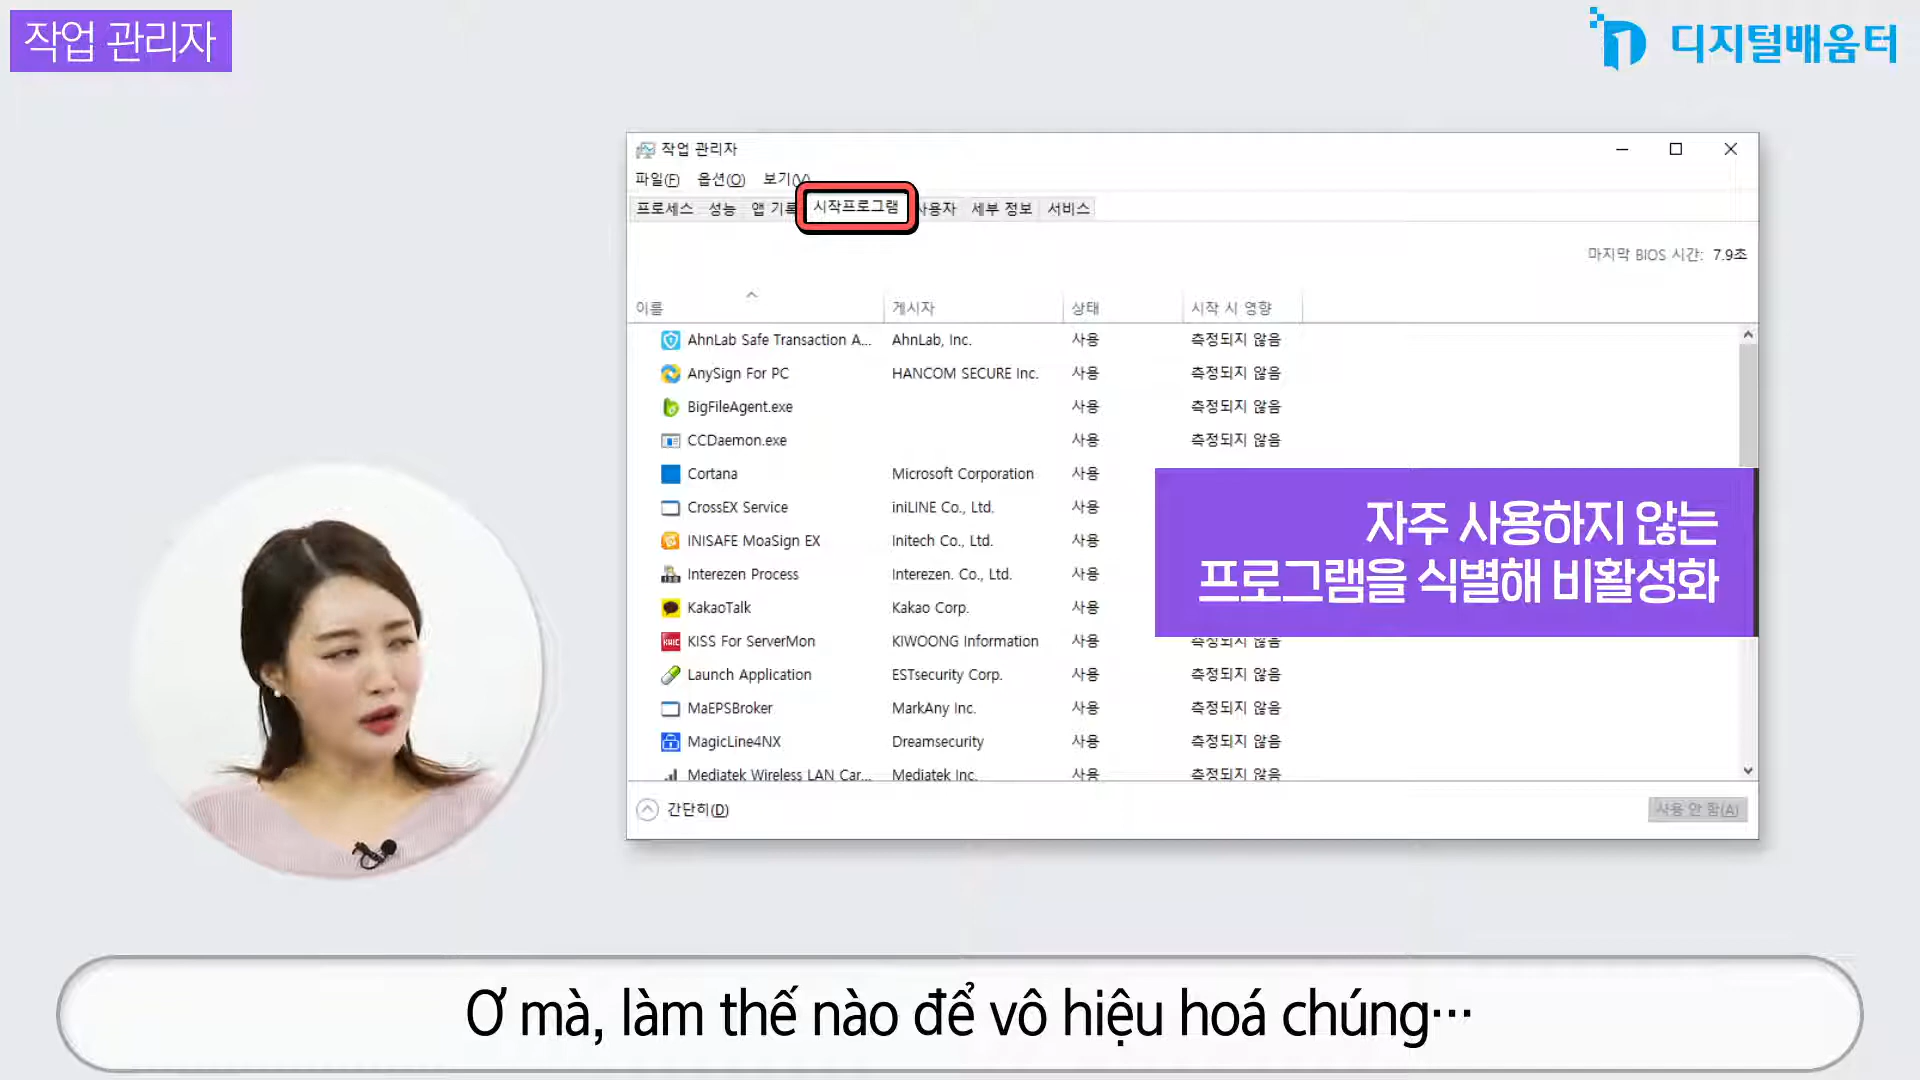 작업 관리자
디지털배움터
작업 관리자
파일(F) 옵션(O) 보기(V)
프로세스 성능 앱 기록 시작프로그램 사용자 세부 정보 서비스
마지막 BIOS 시간: 7.9초
이름 게시자 상태 시작 시 영향
AhnLab Safe Transaction A... AhnLab, Inc. 사용 측정되지 않음
AnySign For PC HANCOM SECURE Inc. 사용 측정되지 않음
BigFileAgent.exe 사용 측정되지 않음
CCDaemon.exe 사용 측정되지 않음
Cortana Microsoft Corporation 사용
CrossEX Service iniLINE Co., Ltd. 사용
INISAFE MoaSign EX Initech Co., Ltd. 사용
Interezen Process Interezen. Co., Ltd. 사용
KakaoTalk Kakao Corp. 사용
KISS For ServerMon KIWOONG Information 사용 측정되지 않음
Launch Application ESTsecurity Corp. 사용 측정되지 않음
MaEPSBroker MarkAny Inc. 사용 측정되지 않음
MagicLine4NX Dreamsecurity 사용 측정되지 않음
Mediatek Wireless LAN Car... Mediatek Inc. 사용 측정되지 않음
자주 사용하지 않는
프로그램을 식별해 비활성화
간단히(D)
사용 안 함(A)
Ơ mà, làm thế nào để vô hiệu hoá chúng…